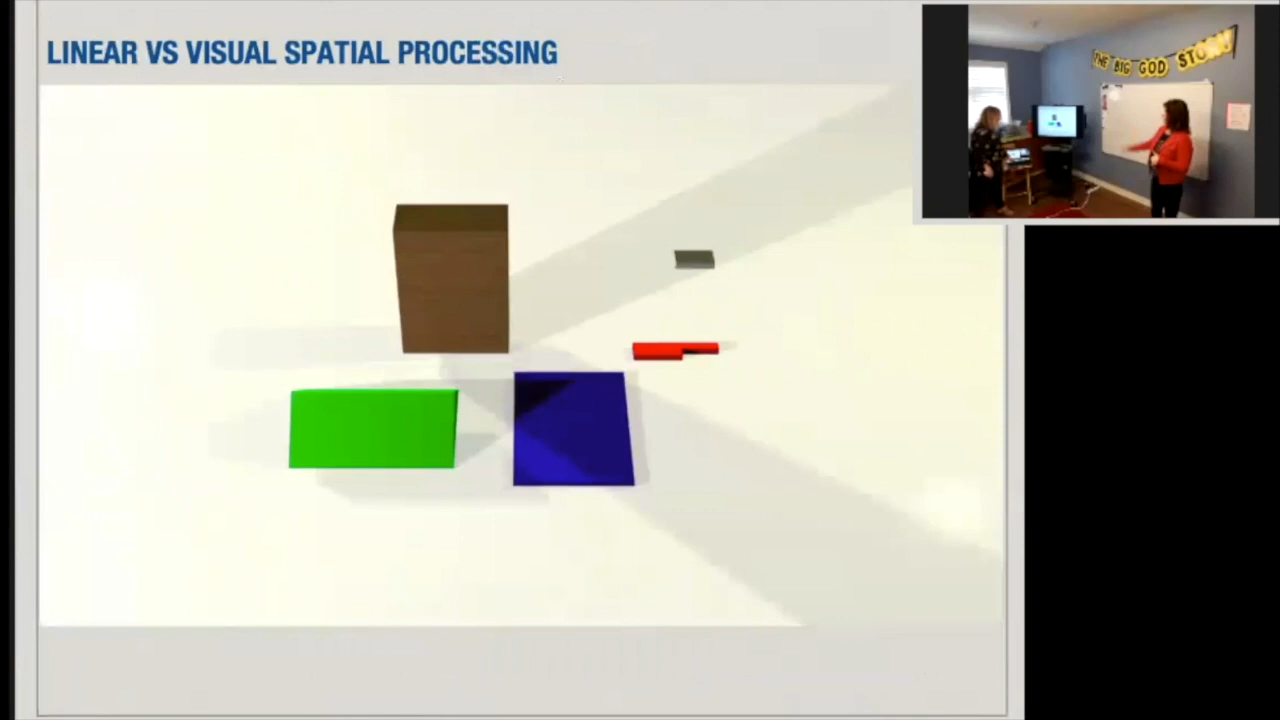 LINEAR VS VISUAL SPATIAL PROCESSING
THE BIG GOD STORY